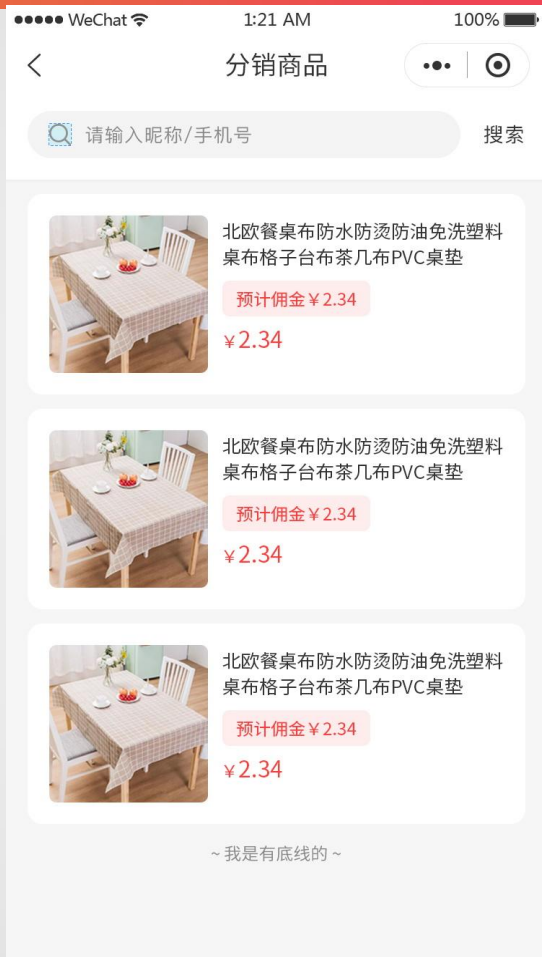 ●●●●● WeChat 1:21 AM 100%
分销商品
请输入昵称/手机号 搜索
北欧餐桌布防水防烫防油免洗塑料
桌布格子台布茶几布PVC桌垫
预计佣金￥2.34
￥2.34
北欧餐桌布防水防烫防油免洗塑料
桌布格子台布茶几布PVC桌垫
预计佣金￥2.34
￥2.34
北欧餐桌布防水防烫防油免洗塑料
桌布格子台布茶几布PVC桌垫
预计佣金￥2.34
￥2.34
~ 我是有底线的 ~